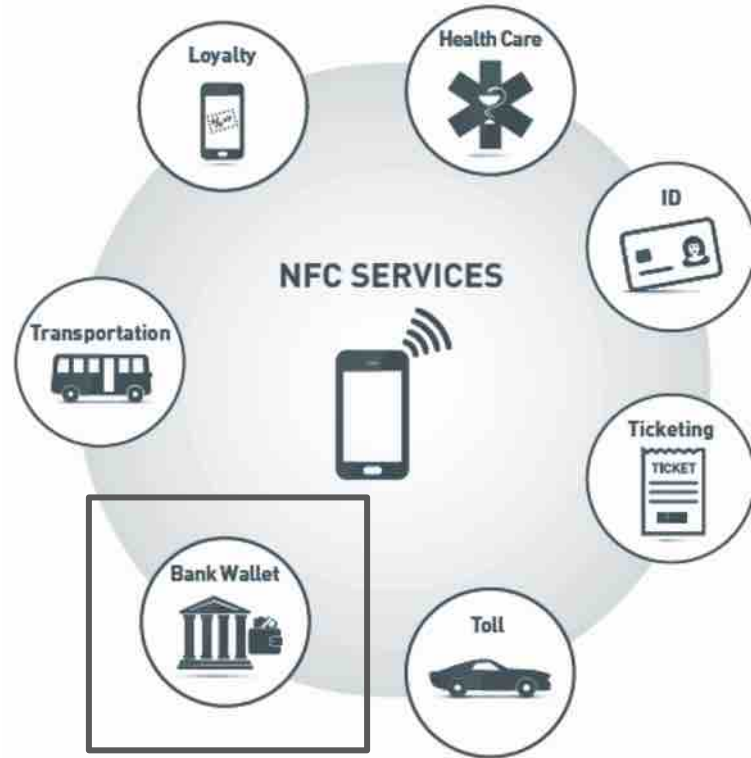 Health Care
Loyalty
ID
NFC SERVICES
Transportation
Ticketing
TICKET
Bank Wallet
Toll